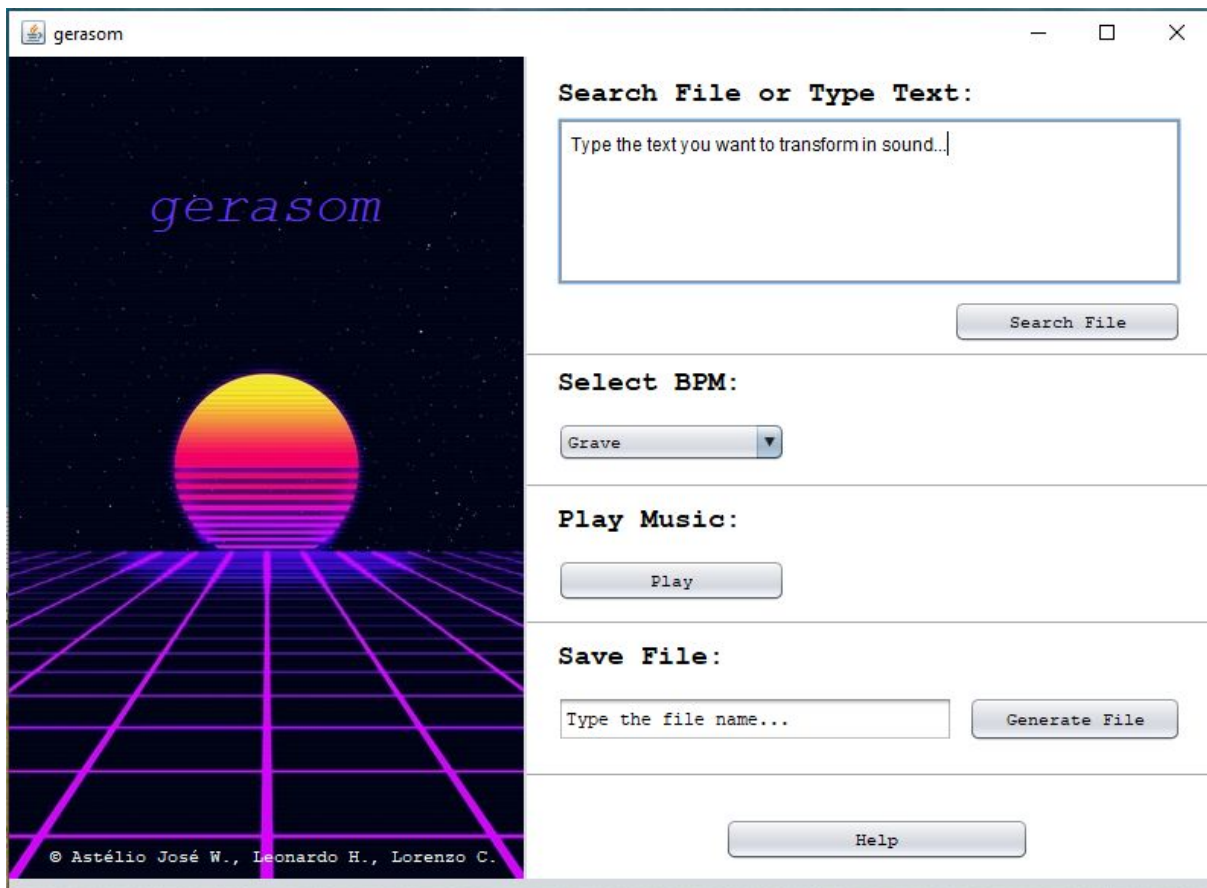 gerasom
gerasom
© Astélio José W., Leonardo H., Lorenzo C.
Search File or Type Text:
Type the text you want to transform in sound...
Search File
Select BPM:
Grave
Play Music:
Play
Save File:
Type the file name...
Generate File
Help